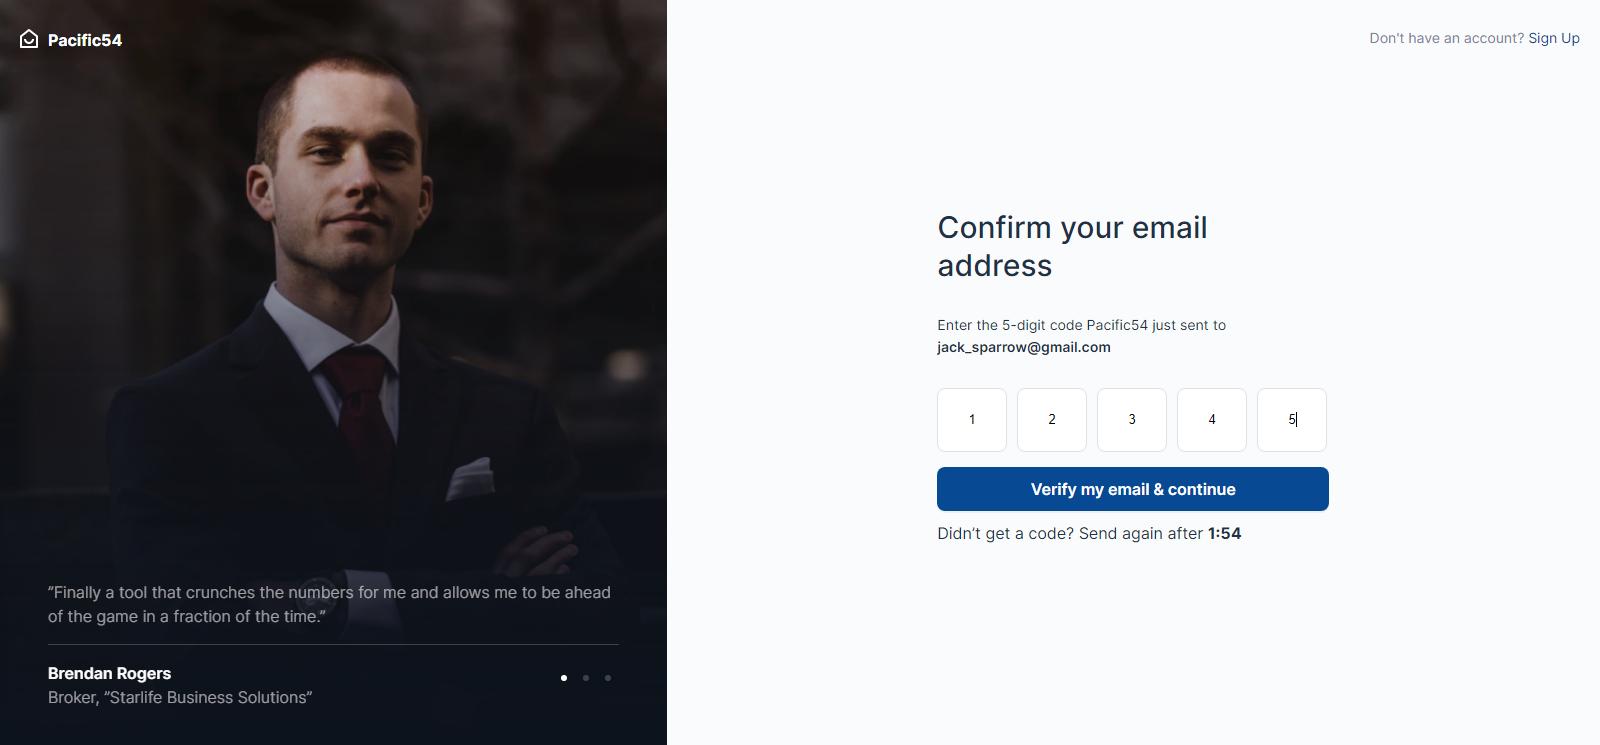 Pacific54
Don't have an account? Sign Up
Confirm your email
address
Enter the 5-digit code Pacific54 just sent to
jack_sparrow@gmail.com
1 2 3 4 5
Verify my email & continue
Didn’t get a code? Send again after 1:54
”Finally a tool that crunches the numbers for me and allows me to be ahead
of the game in a fraction of the time.”
Brendan Rogers
Broker, ”Starlife Business Solutions”